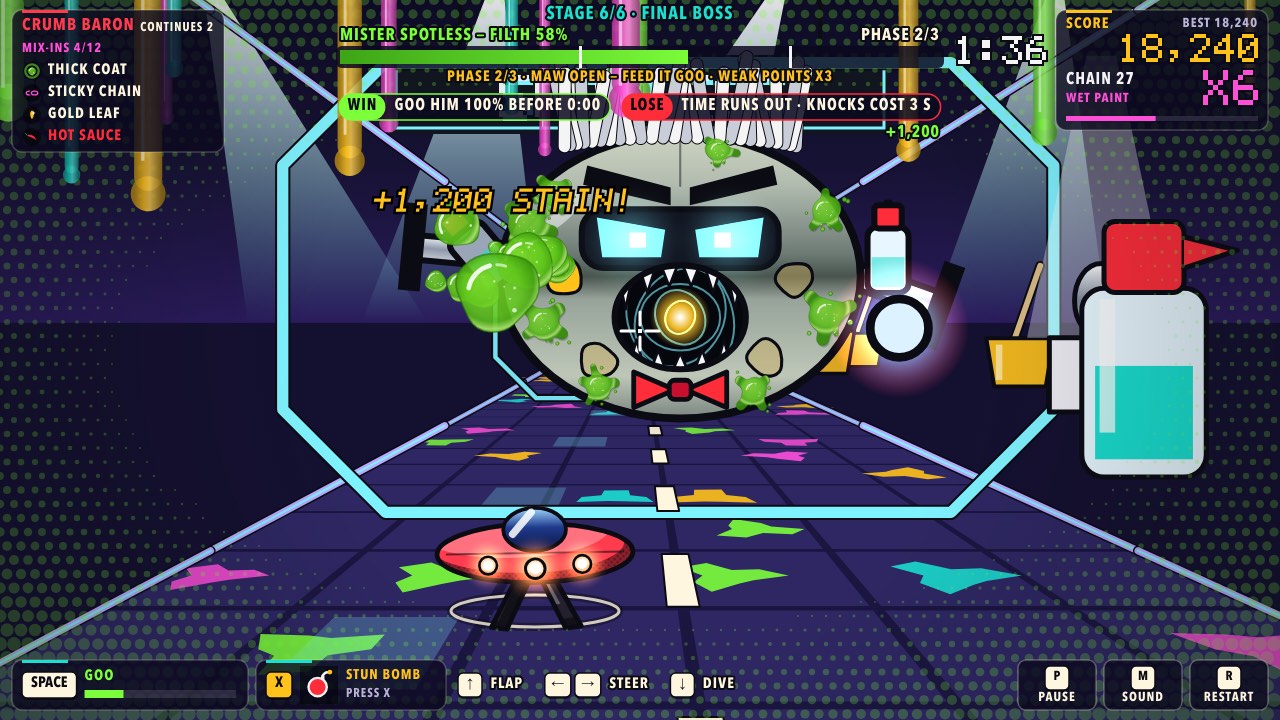 STAGE 6/6 · FINAL BOSS
CRUMB BARON CONTINUES 2
MIX-INS 4/12
THICK COAT
STICKY CHAIN
GOLD LEAF
HOT SAUCE
MISTER SPOTLESS – FILTH 58%
PHASE 2/3
1:36
PHASE 2/3 · MAW OPEN – FEED IT GOO · WEAK POINTS X3
WIN GOO HIM 100% BEFORE 0:00
LOSE TIME RUNS OUT · KNOCKS COST 3 S
+1,200
SCORE BEST 18,240
18,240
CHAIN 27
WET PAINT
X6
+1,200 STAIN!
SPACE GOO
X STUN BOMB
PRESS X
↑ FLAP
← → STEER
↓ DIVE
P
PAUSE
M
SOUND
R
RESTART